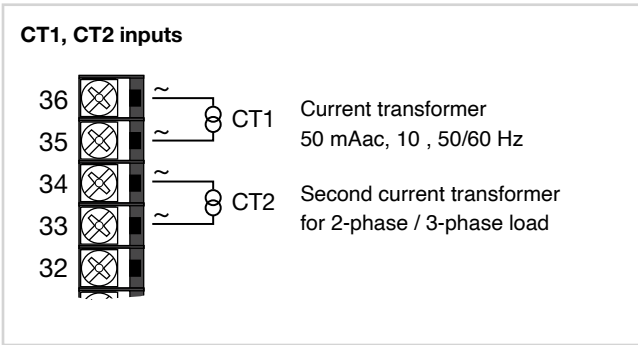 CT1, CT2 inputs
36
~
CT1
Current transformer
35
~
50 mAac, 10 , 50/60 Hz
34
~
CT2
Second current transformer
33
~
for 2-phase / 3-phase load
32